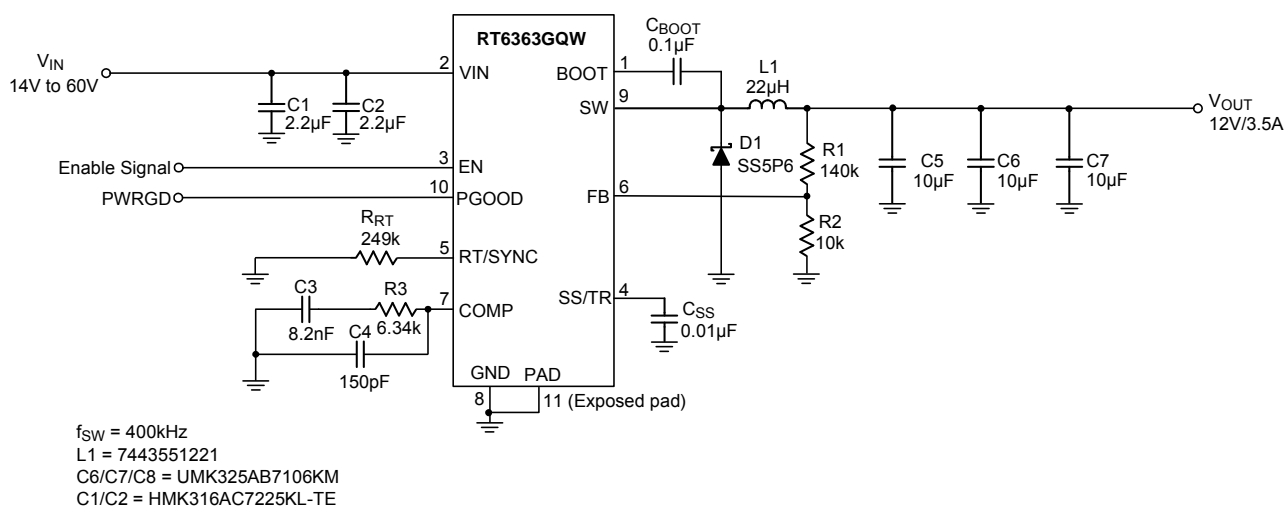 RT6363GQW
VIN
14V to 60V
2
VIN
C1
2.2µF
C2
2.2µF
Enable Signal
3
EN
PWRGD
10
PGOOD
RRT
249k
5
RT/SYNC
C3
8.2nF
R3
6.34k
7
COMP
C4
150pF
BOOT
1
CBOOT
0.1µF
SW
9
L1
22µH
D1
SS5P6
R1
140k
FB
6
R2
10k
C5
10µF
C6
10µF
C7
10µF
VOUT
12V/3.5A
SS/TR
4
CSS
0.01µF
GND
PAD
8
11 (Exposed pad)
fSW = 400kHz
L1 = 7443551221
C6/C7/C8 = UMK325AB7106KM
C1/C2 = HMK316AC7225KL-TE